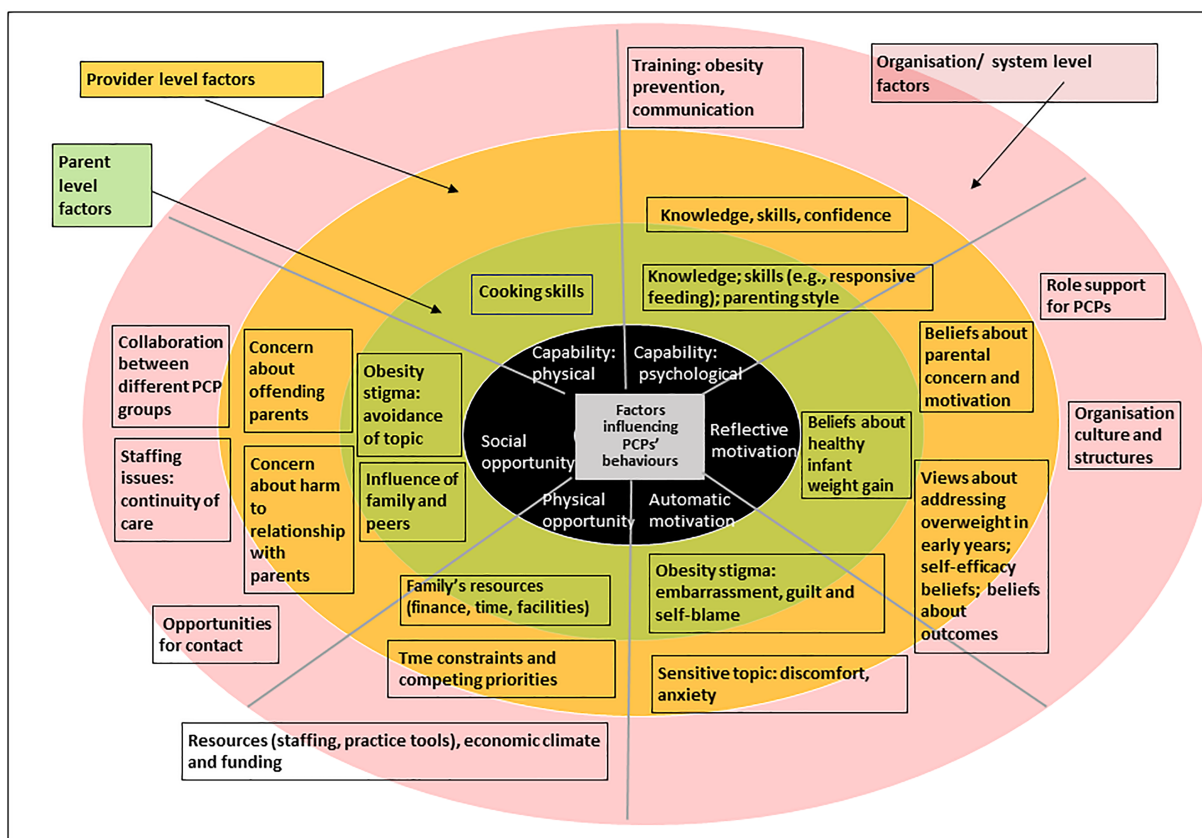 Provider level factors
Parent
level
factors
Training: obesity
prevention,
communication
Organisation/ system level
factors
Knowledge, skills, confidence
Knowledge; skills (e.g., responsive
feeding); parenting style
Cooking skills
Role support
for PCPs
Collaboration
between
different PCP
groups
Concern
about
offending
parents
Obesity
stigma:
avoidance
of topic
Capability:
physical
Capability:
psychological
Beliefs about
parental
concern and
motivation
Factors
influencing
PCPs'
behaviours
Social
opportunity
Reflective
motivation
Physical
opportunity
Automatic
motivation
Beliefs about
healthy
infant
weight gain
Organisation
culture and
structures
Staffing
issues:
continuity of
care
Concern
about harm
to
relationship
with
parents
Influence of
family and
peers
Views about
addressing
overweight in
early years;
self-efficacy
beliefs; beliefs
about
outcomes
Family's resources
(finance, time, facilities)
Obesity stigma:
embarrassment, guilt and
self-blame
Opportunities
for contact
Tme constraints and
competing priorities
Sensitive topic: discomfort,
anxiety
Resources (staffing, practice tools), economic climate
and funding